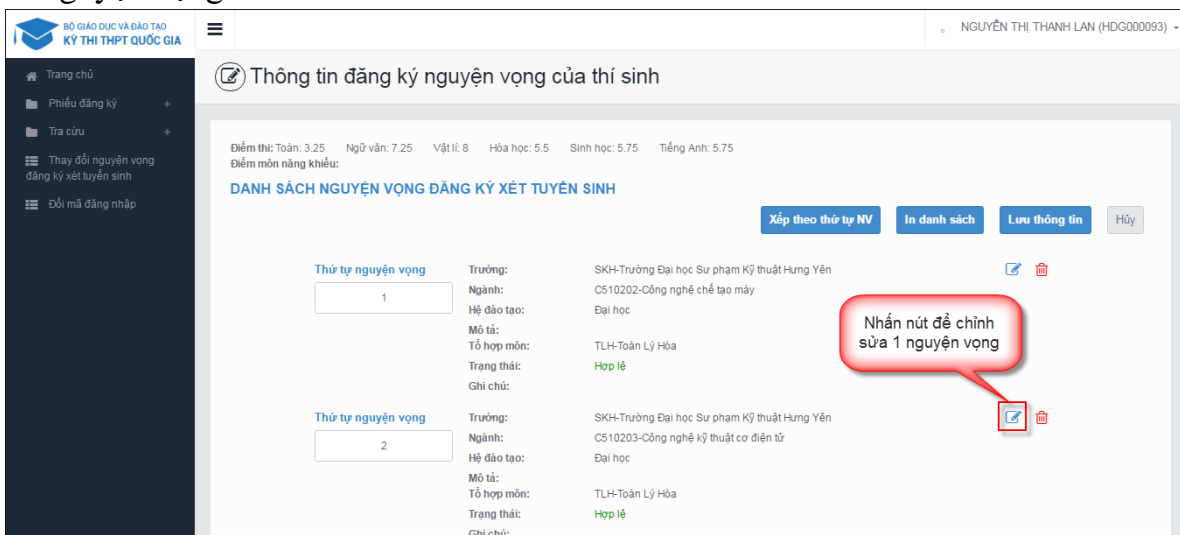 BỘ GIÁO DỤC VÀ ĐÀO TẠO
KỲ THI THPT QUỐC GIA
NGUYỄN THỊ THANH LAN (HDG000093)
Trang chủ
Phiếu đăng ký +
Tra cứu +
Thay đổi nguyện vọng
đăng ký xét tuyển sinh
Đổi mã đăng nhập
Thông tin đăng ký nguyện vọng của thí sinh
Điểm thi: Toán: 3.25 Ngữ văn: 7.25 Vật lí: 8 Hóa học: 5.5 Sinh học: 5.75 Tiếng Anh: 5.75
Điểm môn năng khiếu:
DANH SÁCH NGUYỆN VỌNG ĐĂNG KÝ XÉT TUYỂN SINH
Xếp theo thứ tự NV In danh sách Lưu thông tin Hủy
Thứ tự nguyện vọng
1
Trường: SKH-Trường Đại học Sư phạm Kỹ thuật Hưng Yên
Ngành: C510202-Công nghệ chế tạo máy
Hệ đào tạo: Đại học
Mô tả:
Tổ hợp môn: TLH-Toán Lý Hóa
Trạng thái: Hợp lệ
Ghi chú:
Nhấn nút để chỉnh
sửa 1 nguyện vọng
Thứ tự nguyện vọng
2
Trường: SKH-Trường Đại học Sư phạm Kỹ thuật Hưng Yên
Ngành: C510203-Công nghệ kỹ thuật cơ điện tử
Hệ đào tạo: Đại học
Mô tả:
Tổ hợp môn: TLH-Toán Lý Hóa
Trạng thái: Hợp lệ
Ghi chú: